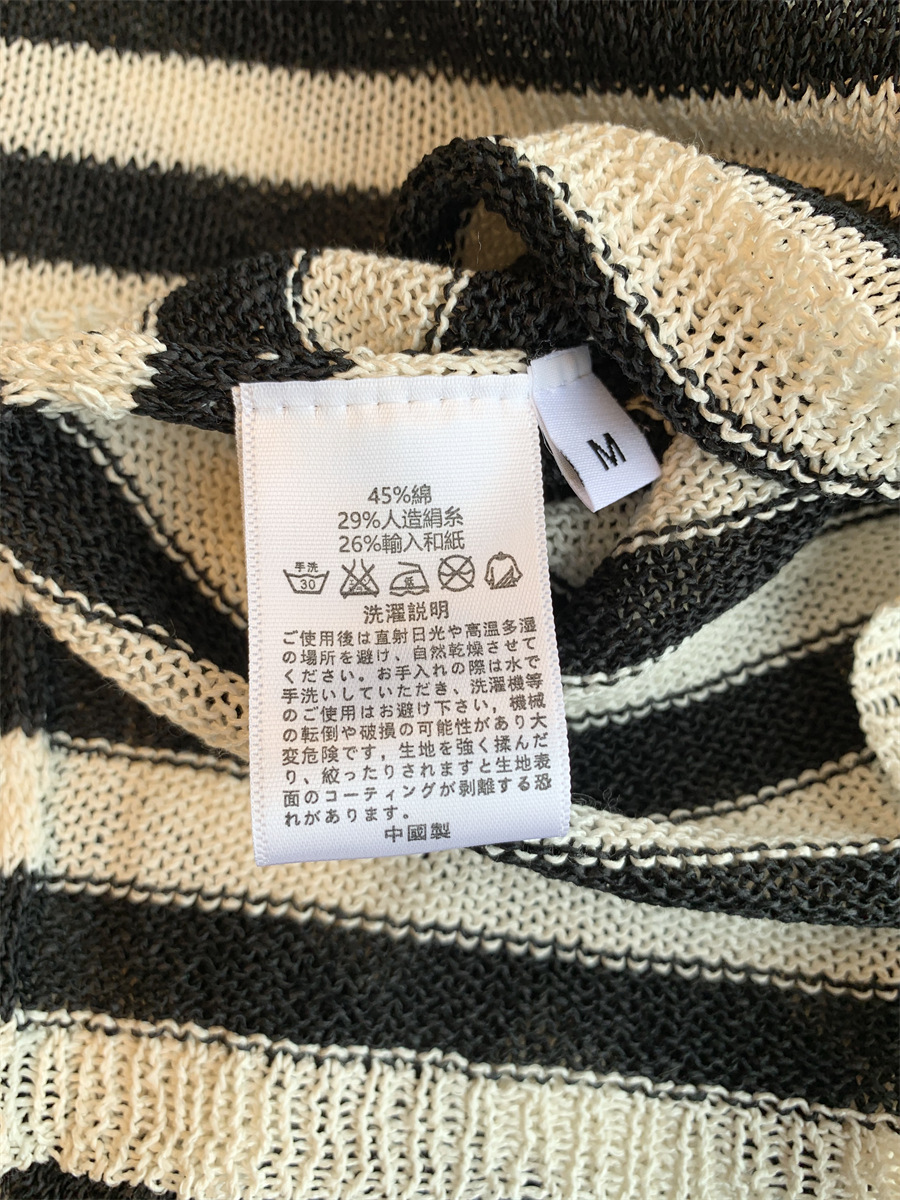 M
45%綿
29%人造絹糸
26%輸入和紙
手洗
30
低
洗濯説明
ご使用後は直射日光や高温多湿
の場所を避け、自然乾燥させて
ください。お手入れの際は水で
手洗いしていただき、洗濯機等
のご使用はお避け下さい，機械
の転倒や破損の可能性があり大
変危険です，生地を強く揉んだ
り、絞ったりされますと生地表
面のコーティングが剥離する恐
れがあります。
中國製